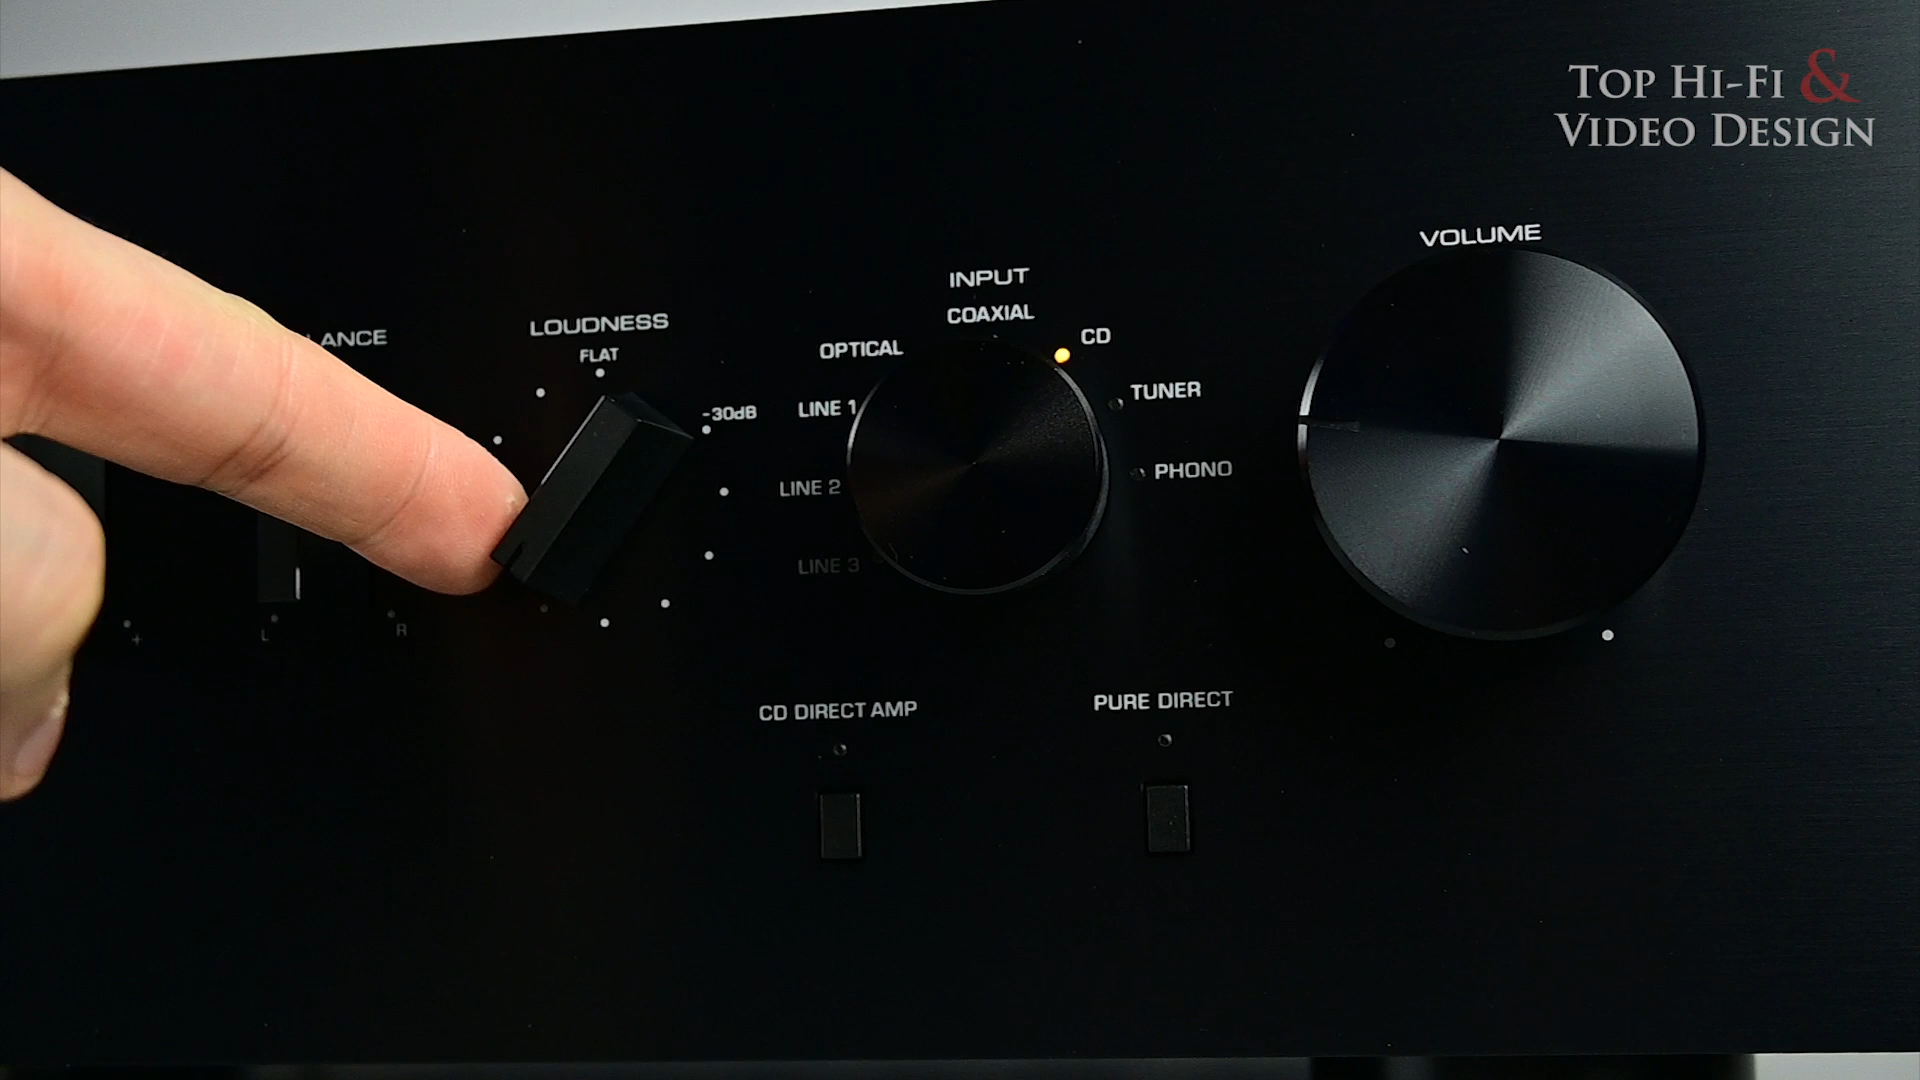 TOP HI-FI &
VIDEO DESIGN
VOLUME
INPUT
COAXIAL
CD
OPTICAL
TUNER
LINE 1
PHONO
LINE 2
LINE 3
LOUDNESS
FLAT
-30dB
LANCE
+
L
R
CD DIRECT AMP
PURE DIRECT